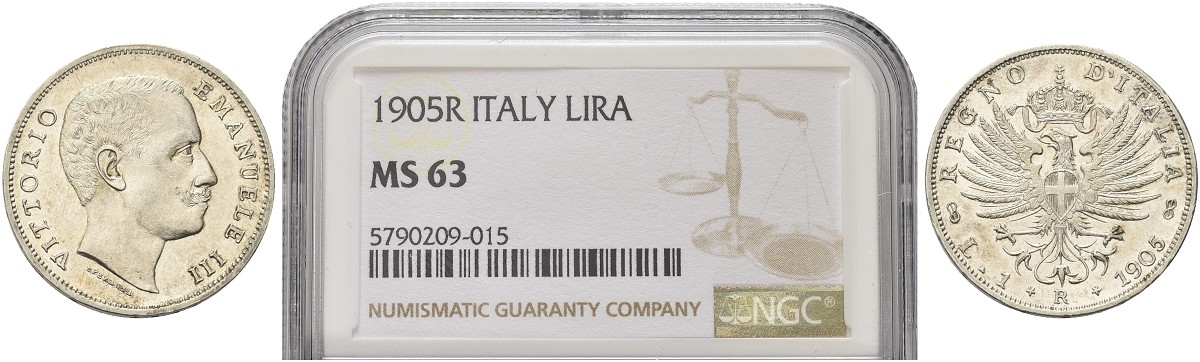 VITTORIO EMANUELE III
1905R ITALY LIRA
MS 63
5790209-015
NUMISMATIC GUARANTY COMPANY
NGC®
REGNO D'ITALIA
L·1 + R + 1905